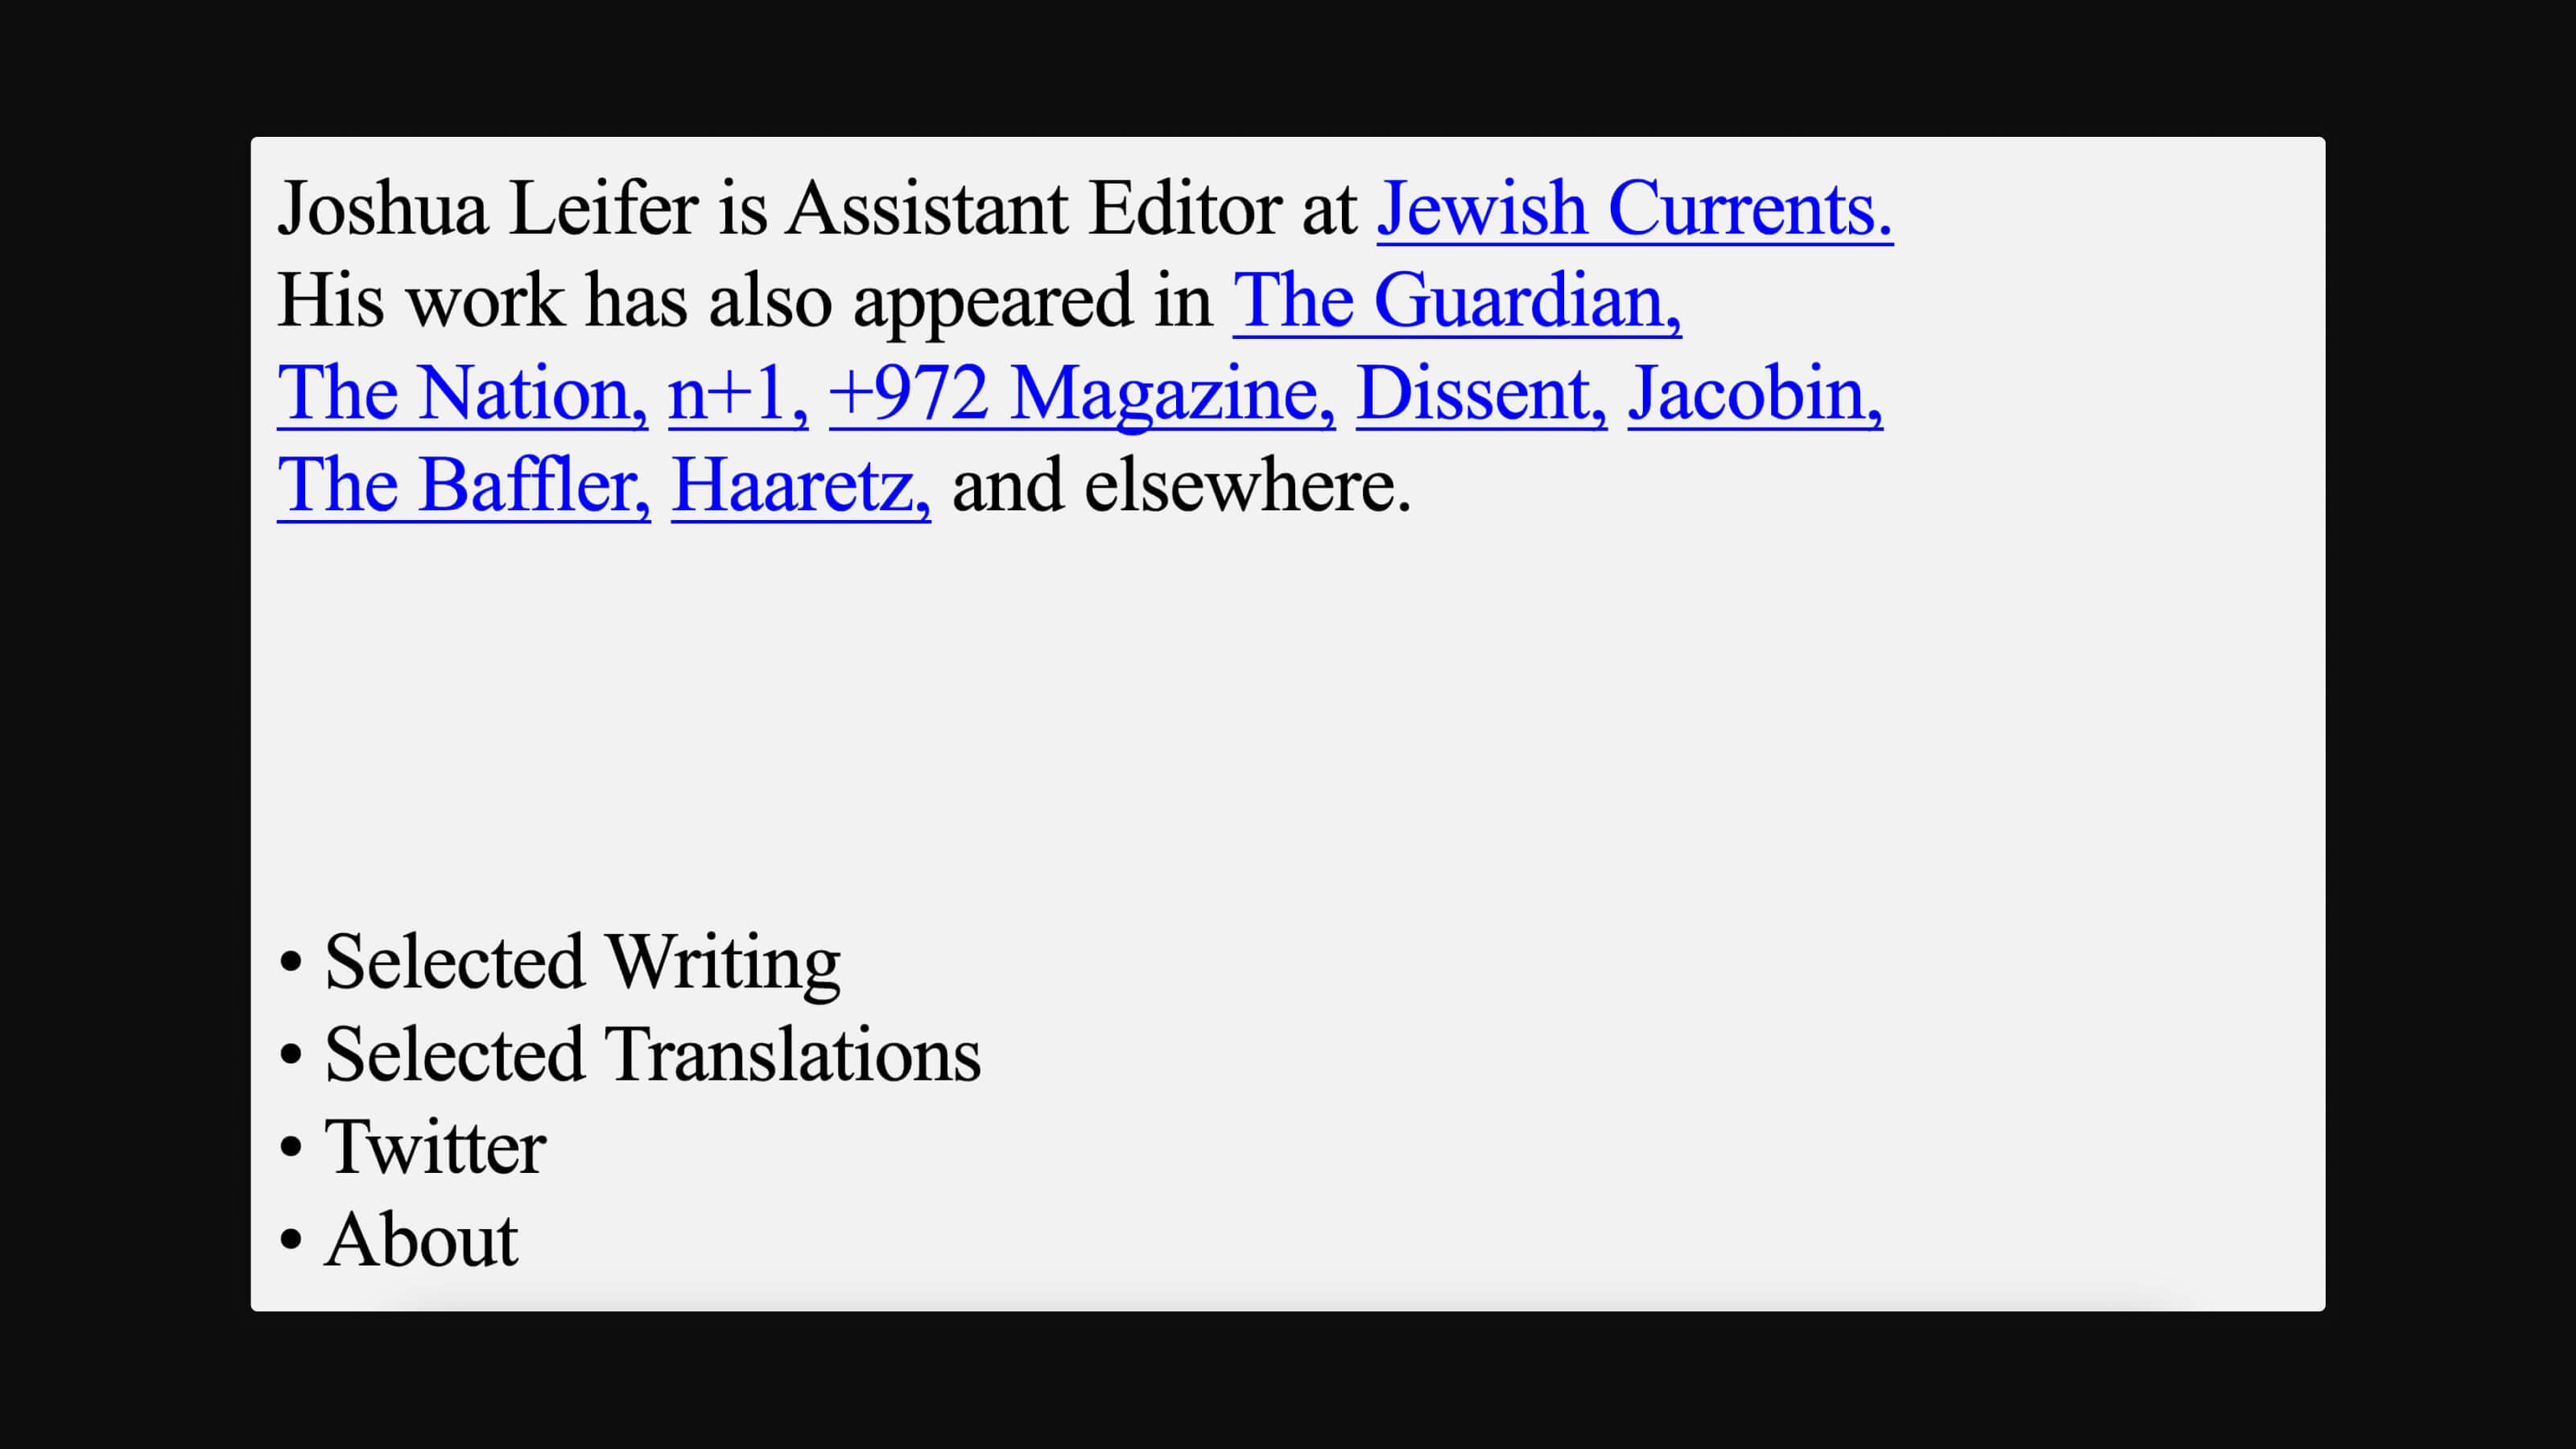 Joshua Leifer is Assistant Editor at Jewish Currents.
His work has also appeared in The Guardian,
The Nation, n+1, +972 Magazine, Dissent, Jacobin,
The Baffler, Haaretz, and elsewhere.
• Selected Writing
• Selected Translations
• Twitter
• About